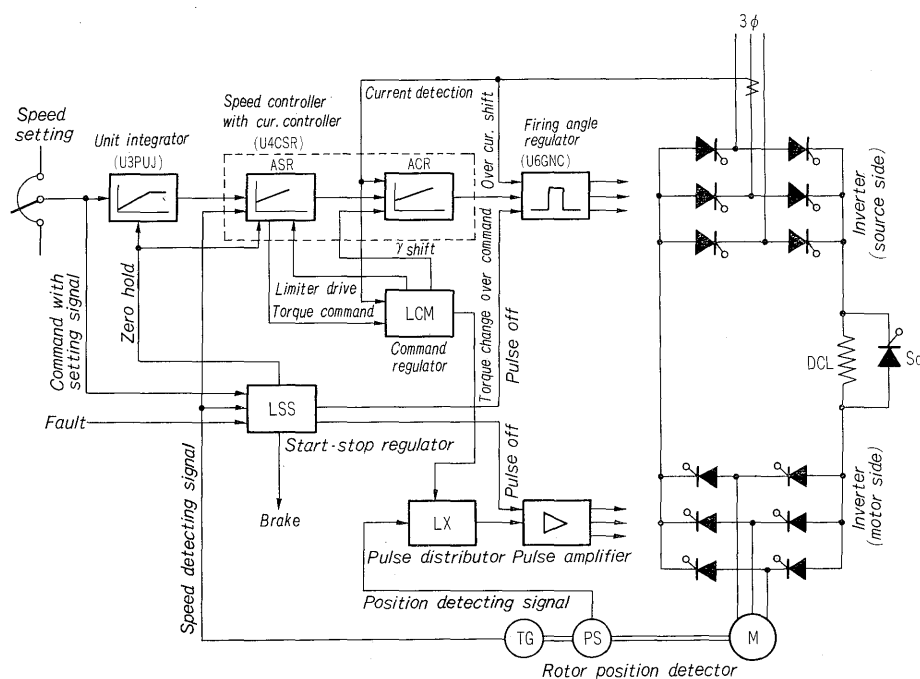 3φ
Speed
setting
Unit integrator
(U3PUJ)
Speed controller
with cur. controller
(U4CSR)
ASR
ACR
Current detection
Over cur. shift
Firing angle
regulator
(U6GNC)
Inverter
(source side)
γ shift
Limiter drive
Torque command
LCM
Command
regulator
Torque change over command
Pulse off
Zero hold
Command with
setting signal
DCL
Sc
LSS
Fault
Start-stop regulator
Brake
Speed detecting signal
Pulse off
LX
Pulse distributor
Pulse amplifier
Inverter
(motor side)
Position detecting signal
TG
PS
M
Rotor position detector